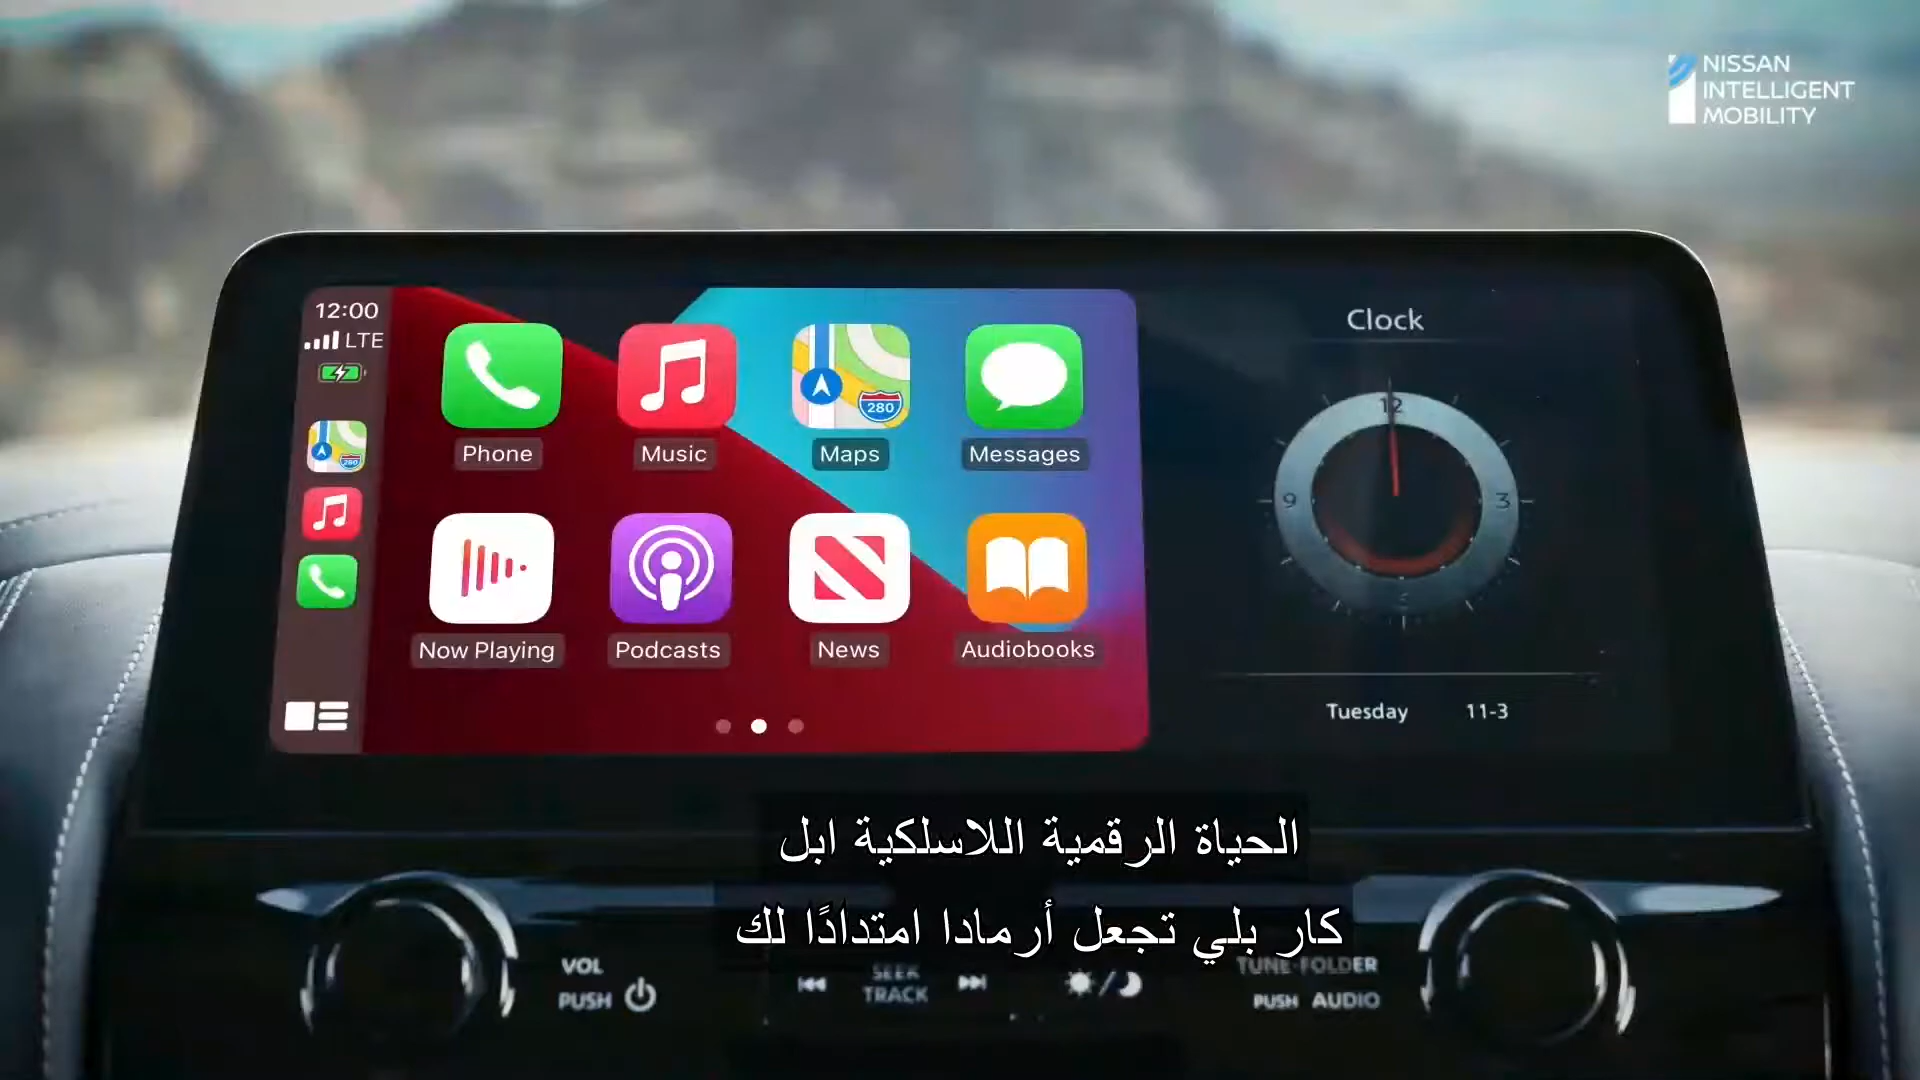 NISSAN
INTELLIGENT
MOBILITY
12:00
LTE
Clock
12
9
3
280
280
Phone
Music
Maps
Messages
Now Playing
Podcasts
News
Audiobooks
Tuesday 11-3
الحياة الرقمية اللاسلكية ابل
كار بلي تجعل أرمادا امتدادًا لك
VOL
PUSH
SEEK
TRACK
TUNE·FOLDER
PUSH AUDIO